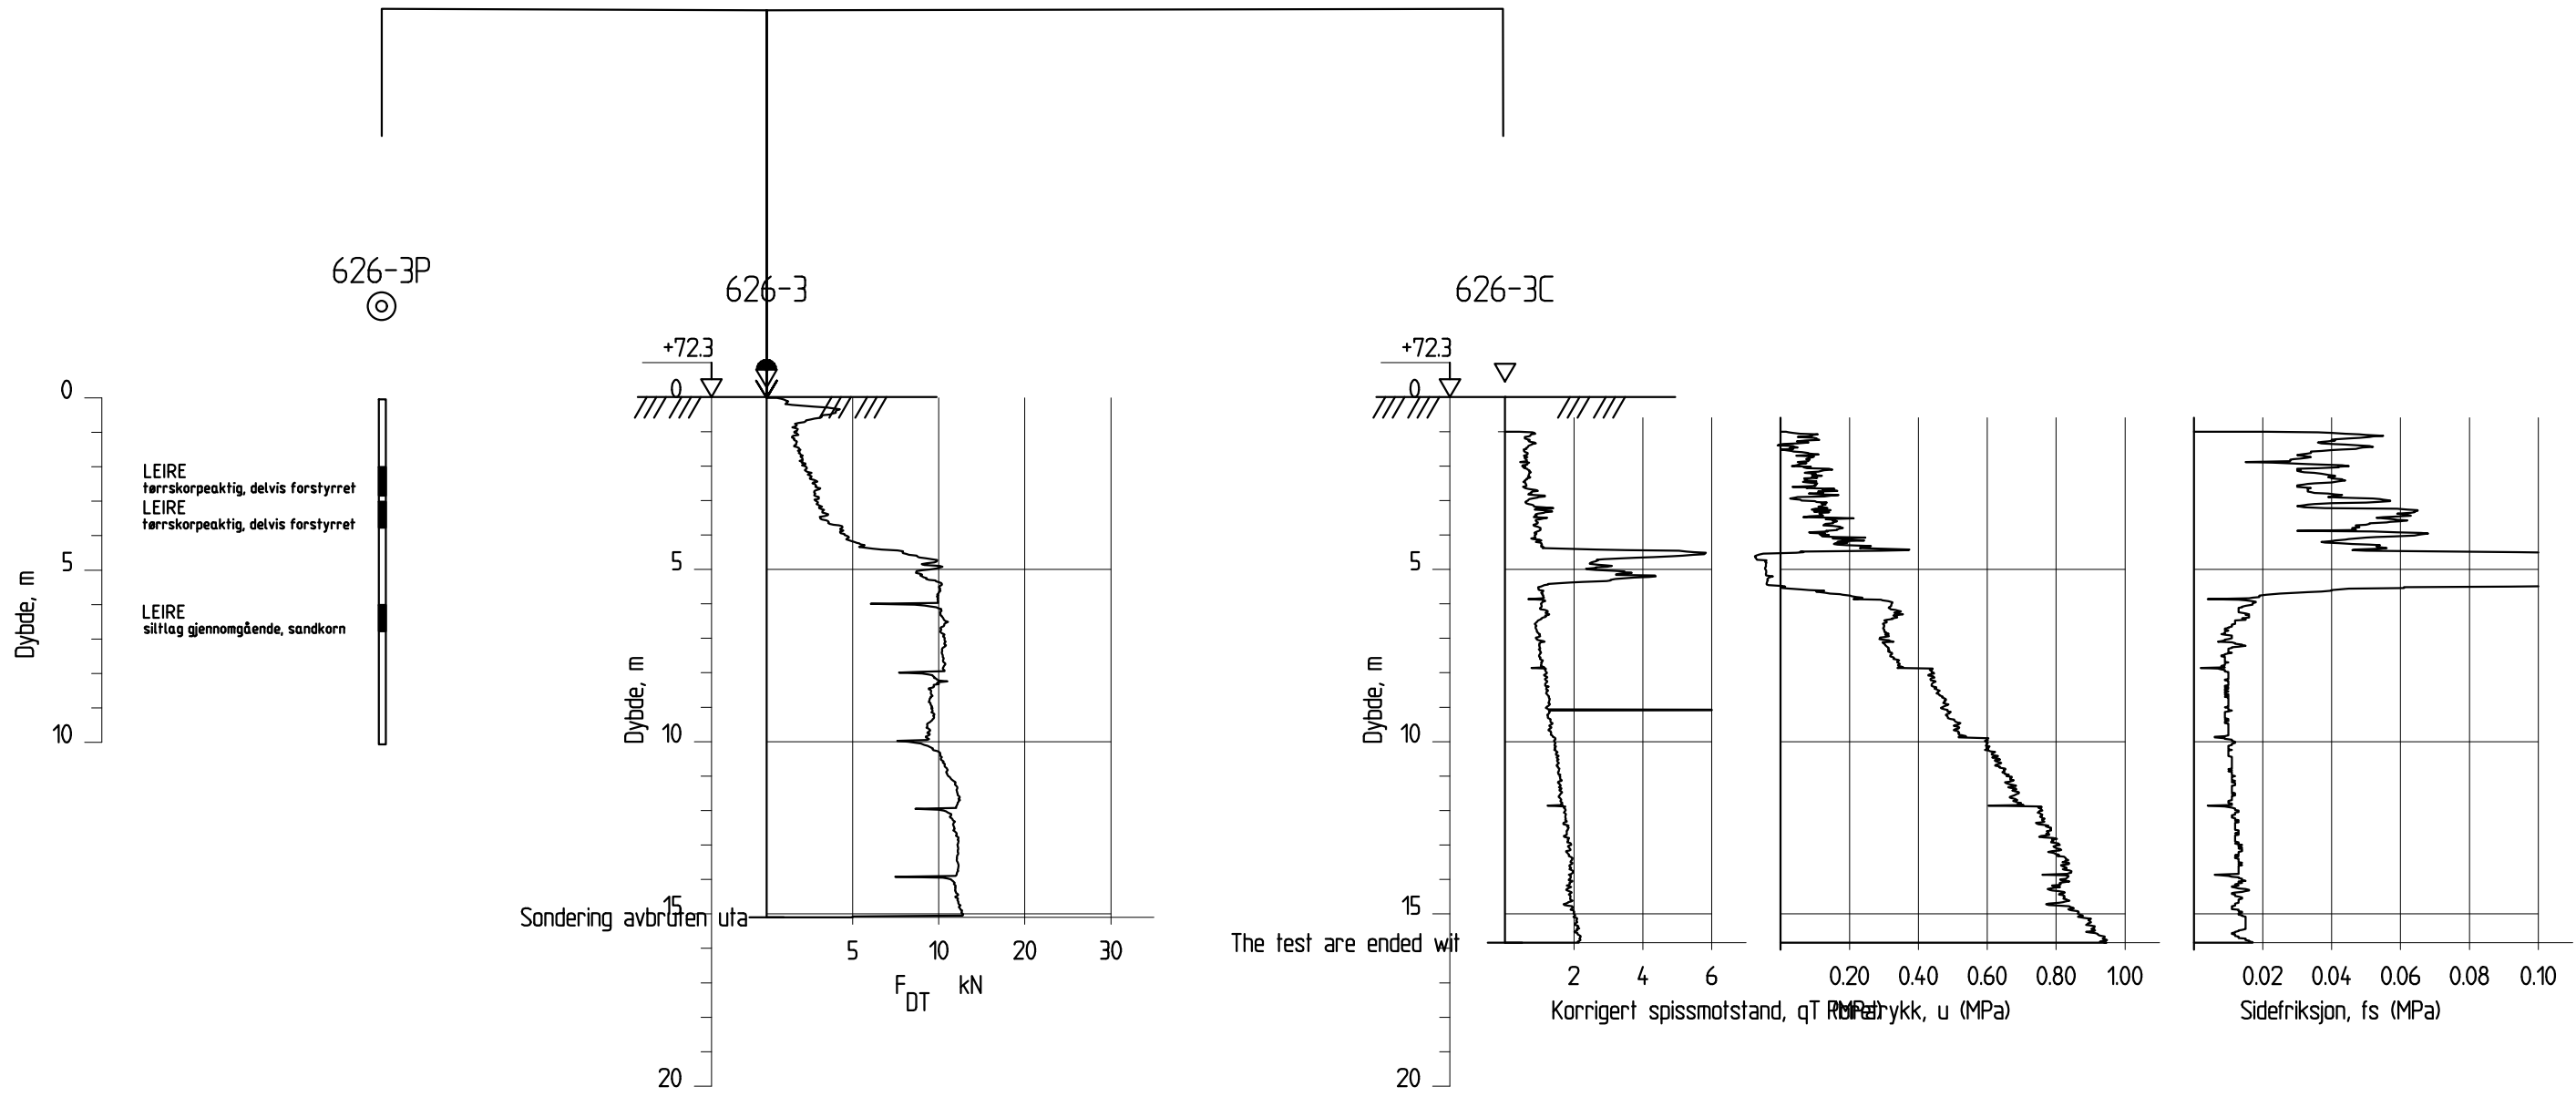 626-3P
626-3
626-3C
+72.3
+72.3
0
5
10
Dybde, m
LEIRE
tørrskorpeaktig, delvis forstyrret
LEIRE
tørrskorpeaktig, delvis forstyrret
LEIRE
siltlag gjennomgående, sandkorn
0
5
10
15
20
Dybde, m
Sondering avbruten uta
5 10 20 30
F DT kN
0
5
10
15
20
Dybde, m
The test are ended wit
2 4 6
Korrigert spissmotstand, qT (MPa)
0.20 0.40 0.60 0.80 1.00
Poretrykk, u (MPa)
0.02 0.04 0.06 0.08 0.10
Sidefriksjon, fs (MPa)